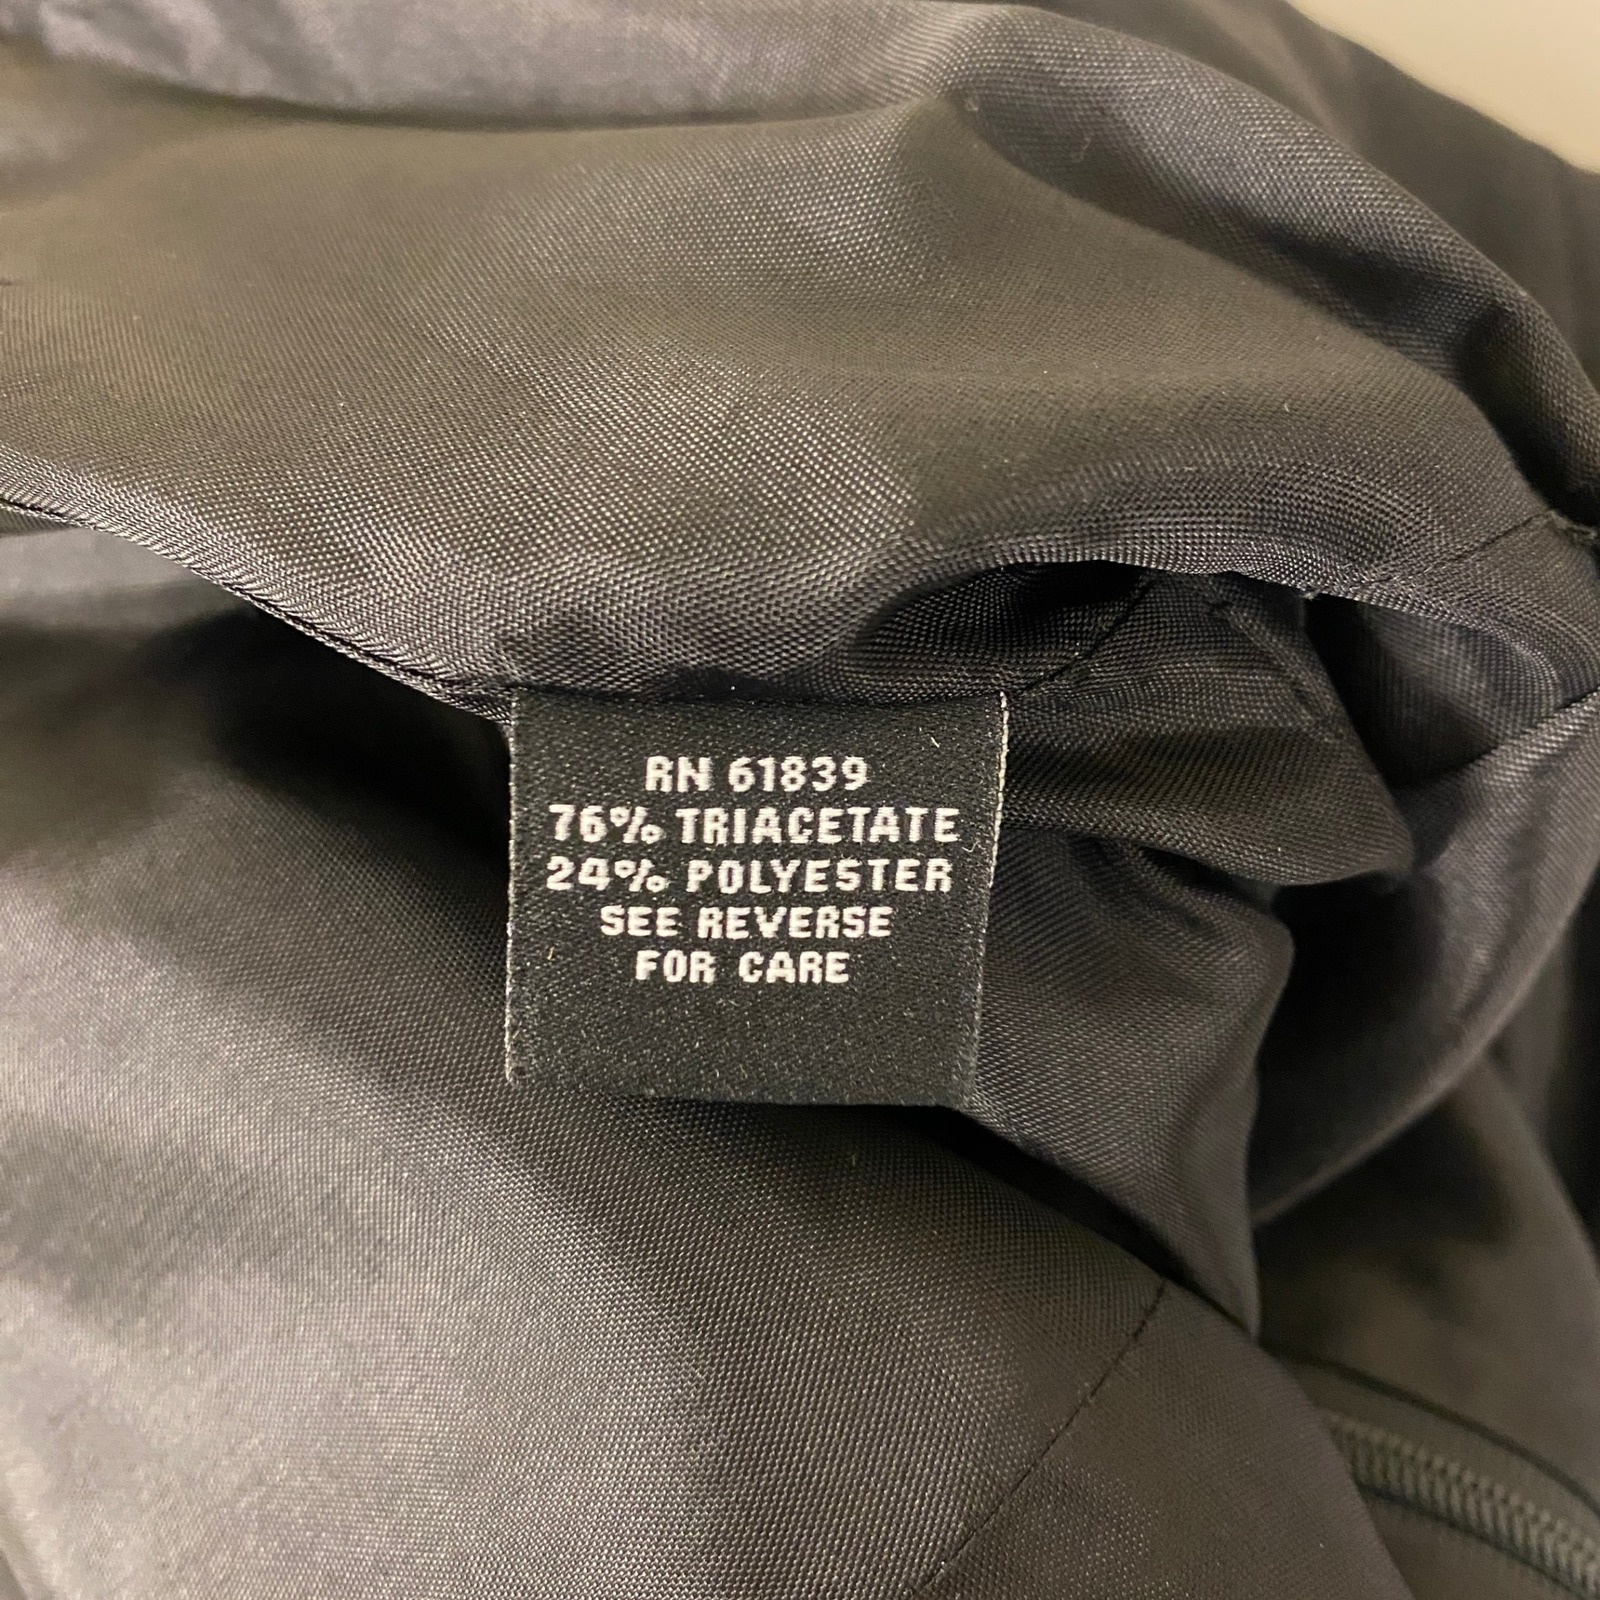 RN 61839
76% TRIACETATE
24% POLYESTER
SEE REVERSE
FOR CARE